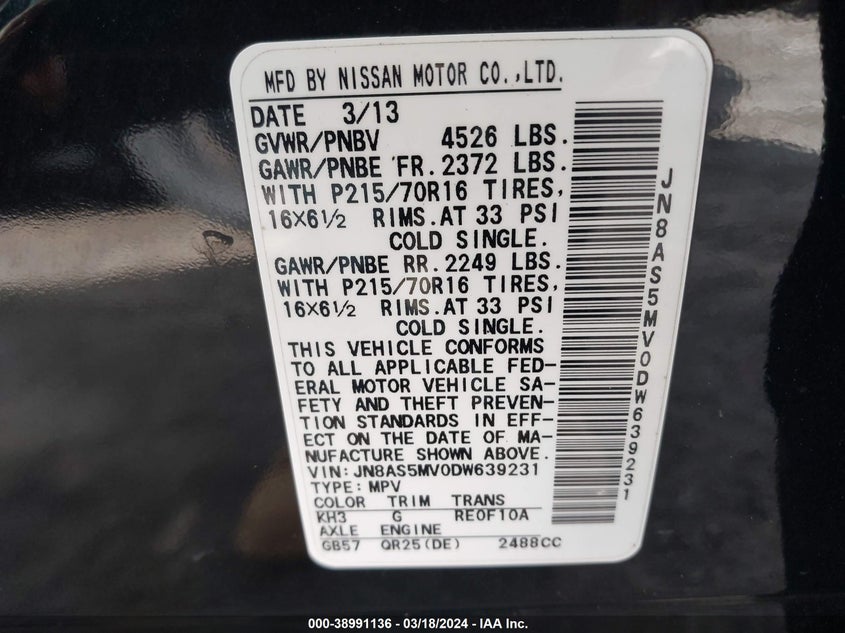 MFD BY NISSAN MOTOR CO.,LTD.
DATE 3/13
GVWR/PNBV 4526 LBS.
GAWR/PNBE FR. 2372 LBS.
WITH P215/70R16 TIRES,
16X6½ RIMS. AT 33 PSI
COLD SINGLE.
GAWR/PNBE RR. 2249 LBS.
WITH P215/70R16 TIRES,
16X6½ RIMS. AT 33 PSI
COLD SINGLE.
THIS VEHICLE CONFORMS
TO ALL APPLICABLE FED-
ERAL MOTOR VEHICLE SA-
FETY AND THEFT PREVEN-
TION STANDARDS IN EFF-
ECT ON THE DATE OF MA-
NUFACTURE SHOWN ABOVE.
VIN: JN8AS5MV0DW639231
TYPE: MPV
COLOR TRIM TRANS
KH3 G RE0F10A
AXLE ENGINE
GB57 QR25(DE) 2488CC
JN8AS5MV0DW639231
000-38991136 - 03/18/2024 - IAA Inc.